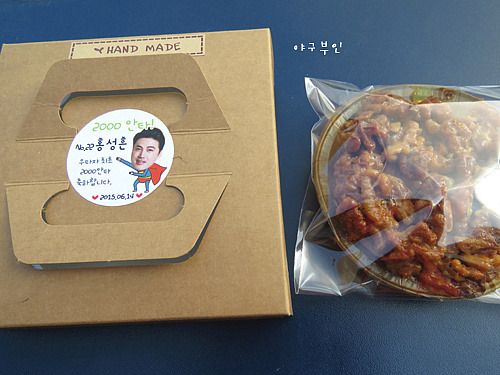 HAND MADE
야구부인
2000 안타!
No.22 홍성흔
우타자 최초
2000안타
축하합니다.
♥ 2015.06.14 ♥